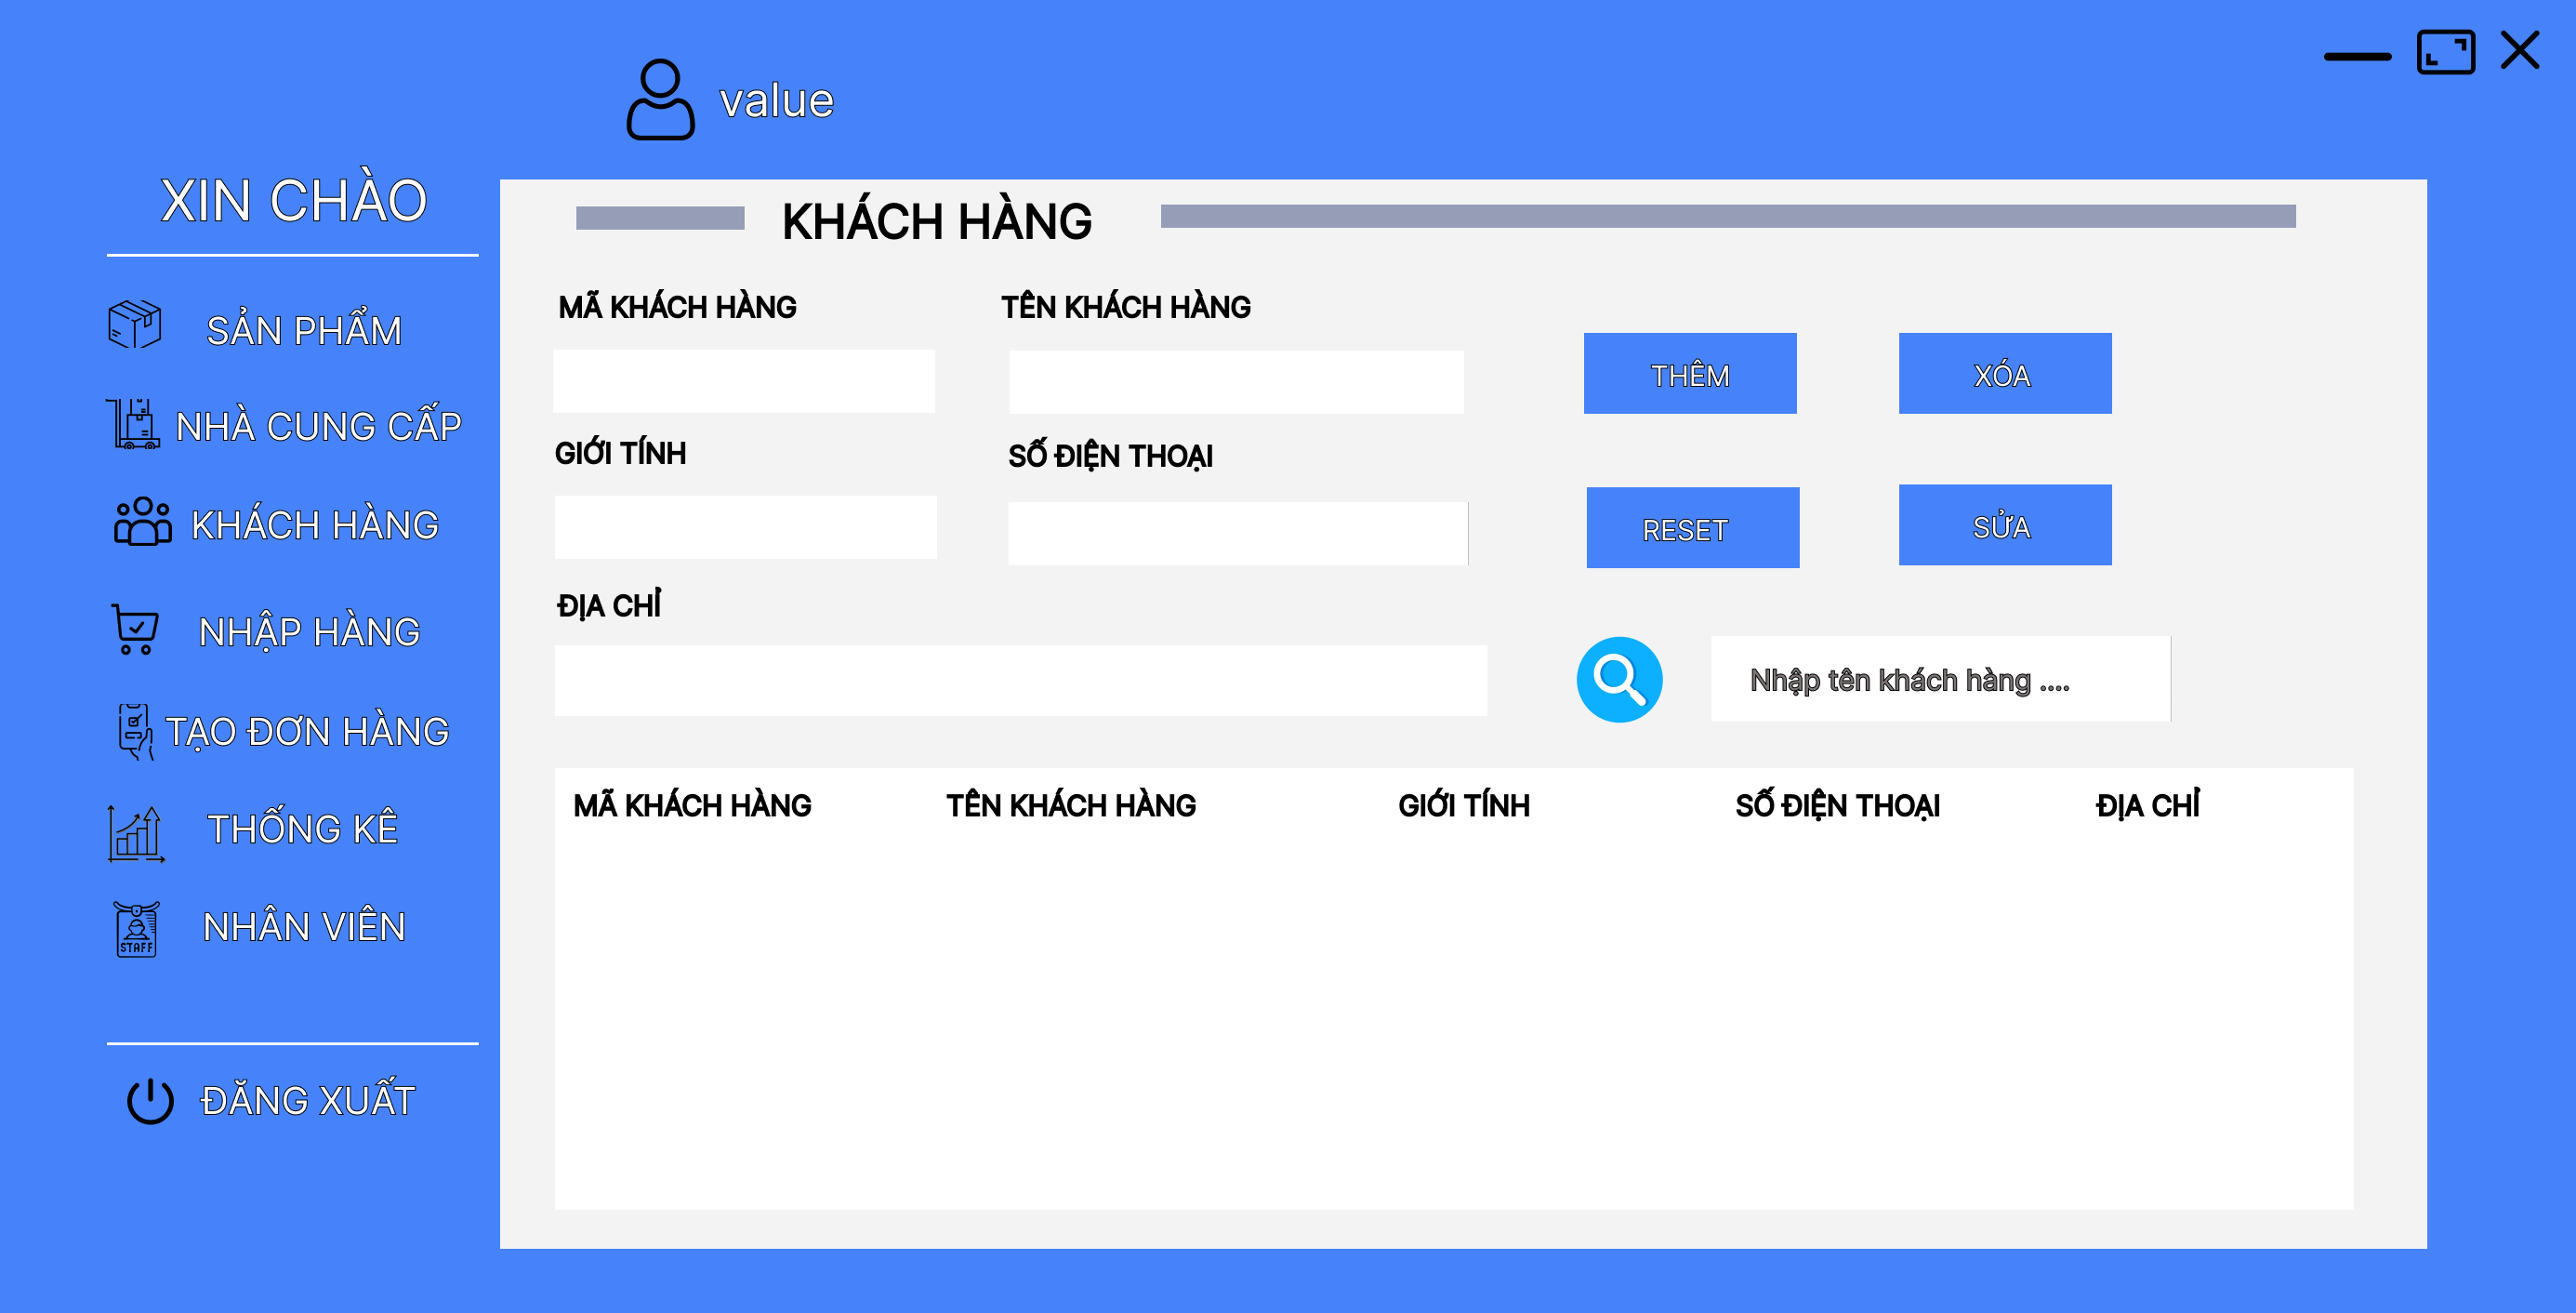 value
XIN CHÀO
SẢN PHẨM
NHÀ CUNG CẤP
KHÁCH HÀNG
NHẬP HÀNG
TẠO ĐƠN HÀNG
THỐNG KÊ
STAFF
NHÂN VIÊN
ĐĂNG XUẤT
KHÁCH HÀNG
MÃ KHÁCH HÀNG
TÊN KHÁCH HÀNG
THÊM
XÓA
GIỚI TÍNH
SỐ ĐIỆN THOẠI
RESET
SỬA
ĐỊA CHỈ
Nhập tên khách hàng ....
MÃ KHÁCH HÀNG TÊN KHÁCH HÀNG GIỚI TÍNH SỐ ĐIỆN THOẠI ĐỊA CHỈ